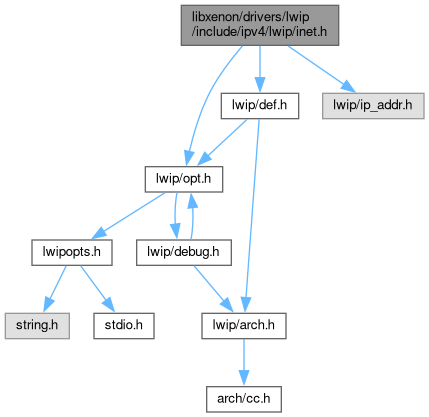 libxenon/drivers/lwip
/include/ipv4/lwip/inet.h
lwip/def.h
lwip/ip_addr.h
lwip/opt.h
lwipopts.h
lwip/debug.h
string.h
stdio.h
lwip/arch.h
arch/cc.h